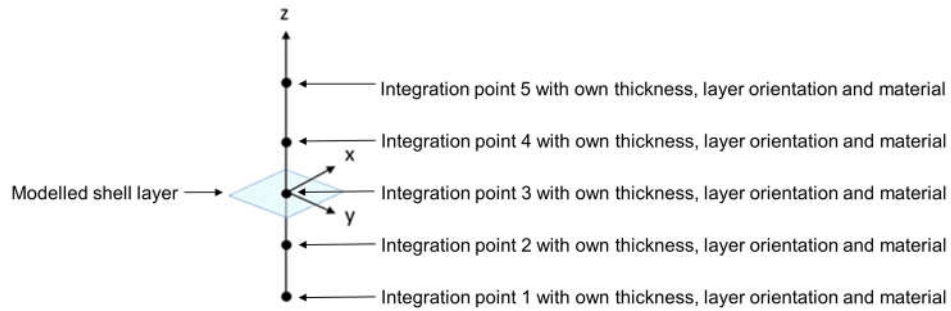 z
Integration point 5 with own thickness, layer orientation and material
Integration point 4 with own thickness, layer orientation and material
x
Modelled shell layer
Integration point 3 with own thickness, layer orientation and material
y
Integration point 2 with own thickness, layer orientation and material
Integration point 1 with own thickness, layer orientation and material